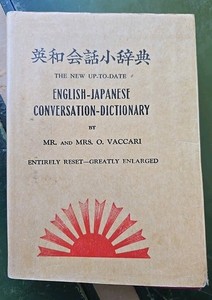 英和会話小辞典
THE NEW UP-TO-DATE
ENGLISH-JAPANESE
CONVERSATION-DICTIONARY
BY
MR. AND MRS. O. VACCARI
ENTIRELY RESET—GREATLY ENLARGED